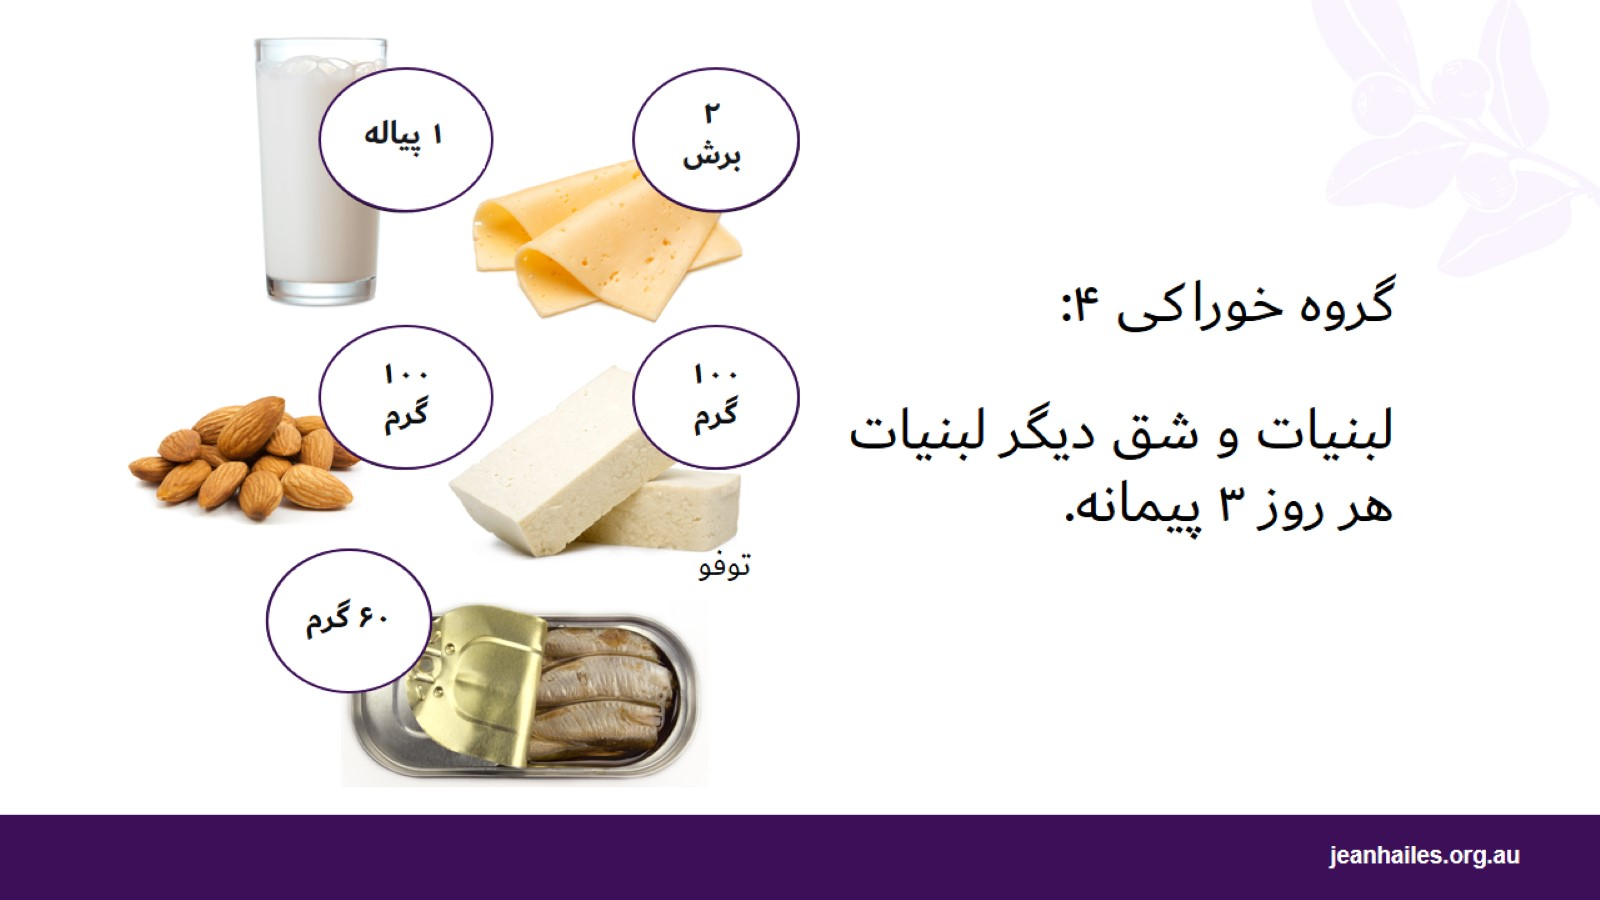 ۱ پیاله
۲
برش
گروه خوراکی ۴:
لبنیات و شق دیگر لبنیات
هر روز ۳ پیمانه.
۱۰۰
گرم
۱۰۰
گرم
توفو
۶۰ گرم
jeanhailes.org.au